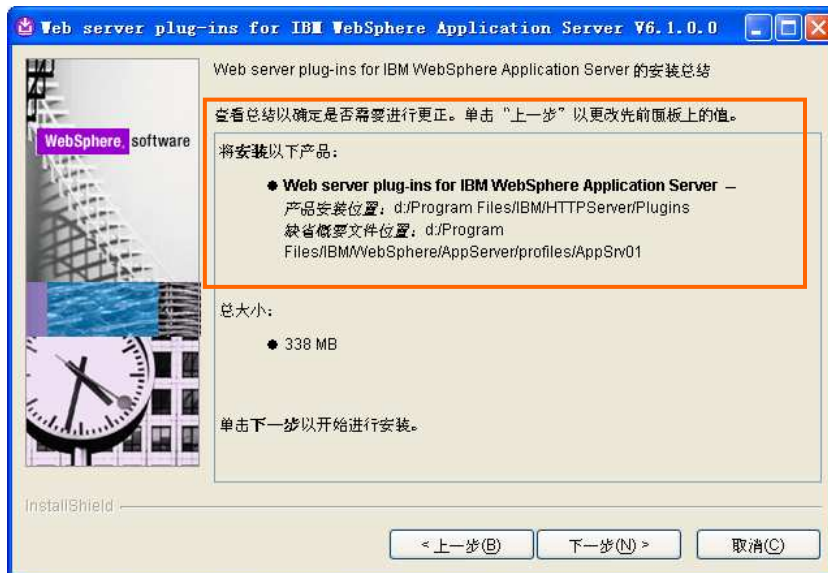 Web server plug-ins for IBM WebSphere Application Server V6.1.0.0
WebSphere. software
Web server plug-ins for IBM WebSphere Application Server 的安装总结
查看总结以确定是否需要进行更正。单击“上一步”以更改先前面板上的值。
将安装以下产品:
● Web server plug-ins for IBM WebSphere Application Server –
产品安装位置: d:/Program Files/IBM/HTTPServer/Plugins
缺省概要文件位置: d:/Program
Files/IBM/WebSphere/AppServer/profiles/AppSrv01
总大小:
● 338 MB
单击下一步以开始进行安装。
InstallShield
<上一步(B)
下一步(N) >
取消(C)